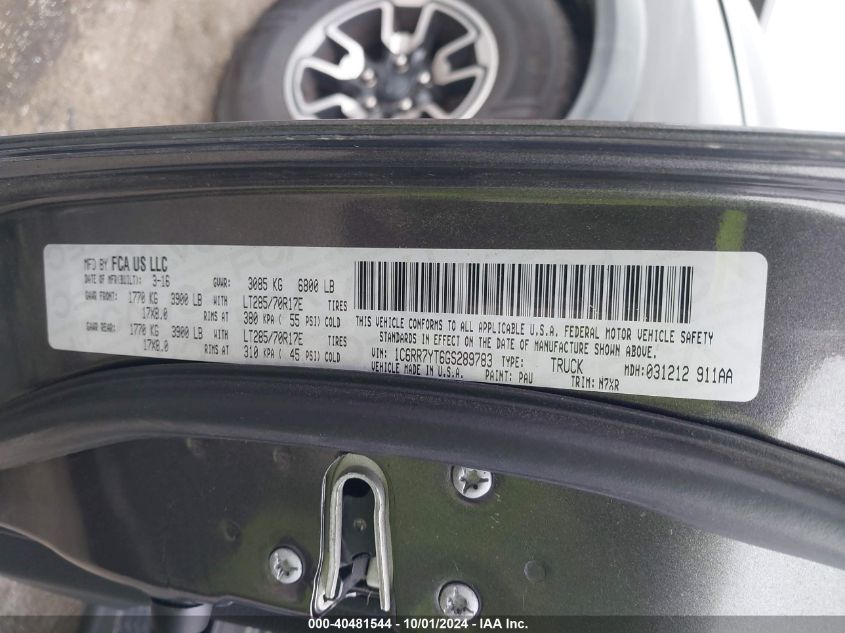 MFD BY FCA US LLC
DATE OF MFR(BUILT): 3-16 GVWR: 3085 KG 6800 LB
GAWR FRONT: 1770 KG 3900 LB WITH LT285/70R17E TIRES
17X8.0 RIMS AT 380 KPA ( 55 PSI) COLD
GAWR REAR: 1770 KG 3900 LB WITH LT285/70R17E TIRES
17X8.0 RIMS AT 310 KPA ( 45 PSI) COLD
THIS VEHICLE CONFORMS TO ALL APPLICABLE U.S.A. FEDERAL MOTOR VEHICLE SAFETY
STANDARDS IN EFFECT ON THE DATE OF MANUFACTURE SHOWN ABOVE.
VIN: 1C6RR7YT6GS289783 TYPE: TRUCK MDH: 031212 911AA
VEHICLE MADE IN U.S.A. PAINT: PAU TRIM: N7XR
000-40481544 - 10/01/2024 - IAA Inc.